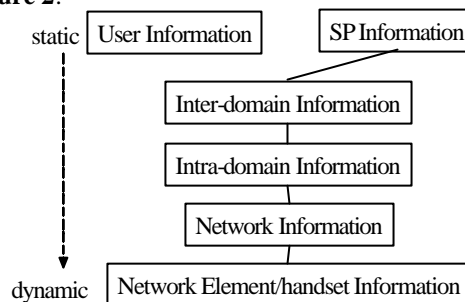 ure 2.
static User Information SP Information
Inter-domain Information
Intra-domain Information
Network Information
dynamic Network Element/handset Information